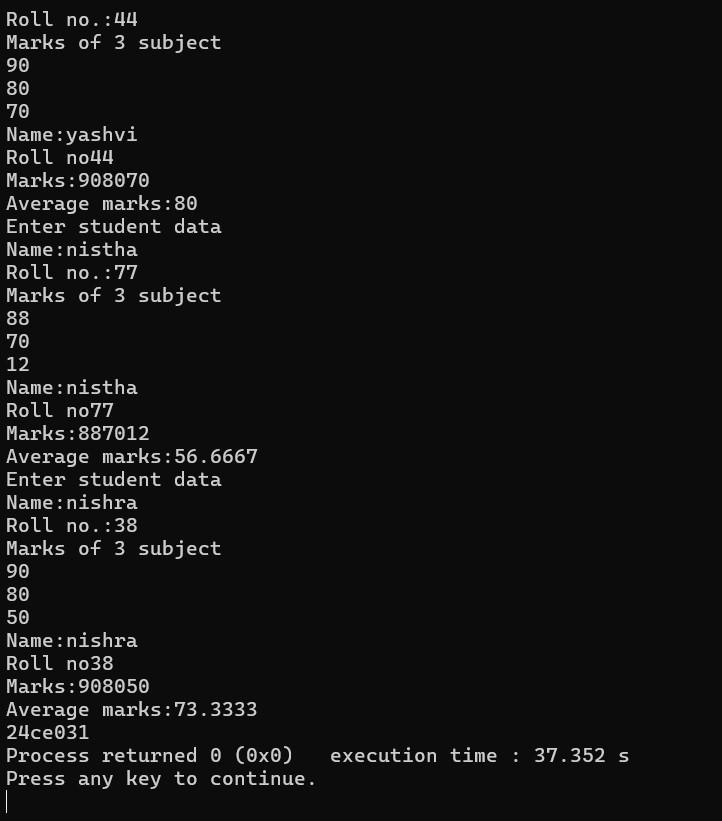 Roll no.:44
Marks of 3 subject
90
80
70
Name:yashvi
Roll no44
Marks:908070
Average marks:80
Enter student data
Name:nistha
Roll no.:77
Marks of 3 subject
88
70
12
Name:nistha
Roll no77
Marks:887012
Average marks:56.6667
Enter student data
Name:nishra
Roll no.:38
Marks of 3 subject
90
80
50
Name:nishra
Roll no38
Marks:908050
Average marks:73.3333
24ce031
Process returned 0 (0x0)   execution time : 37.352 s
Press any key to continue.